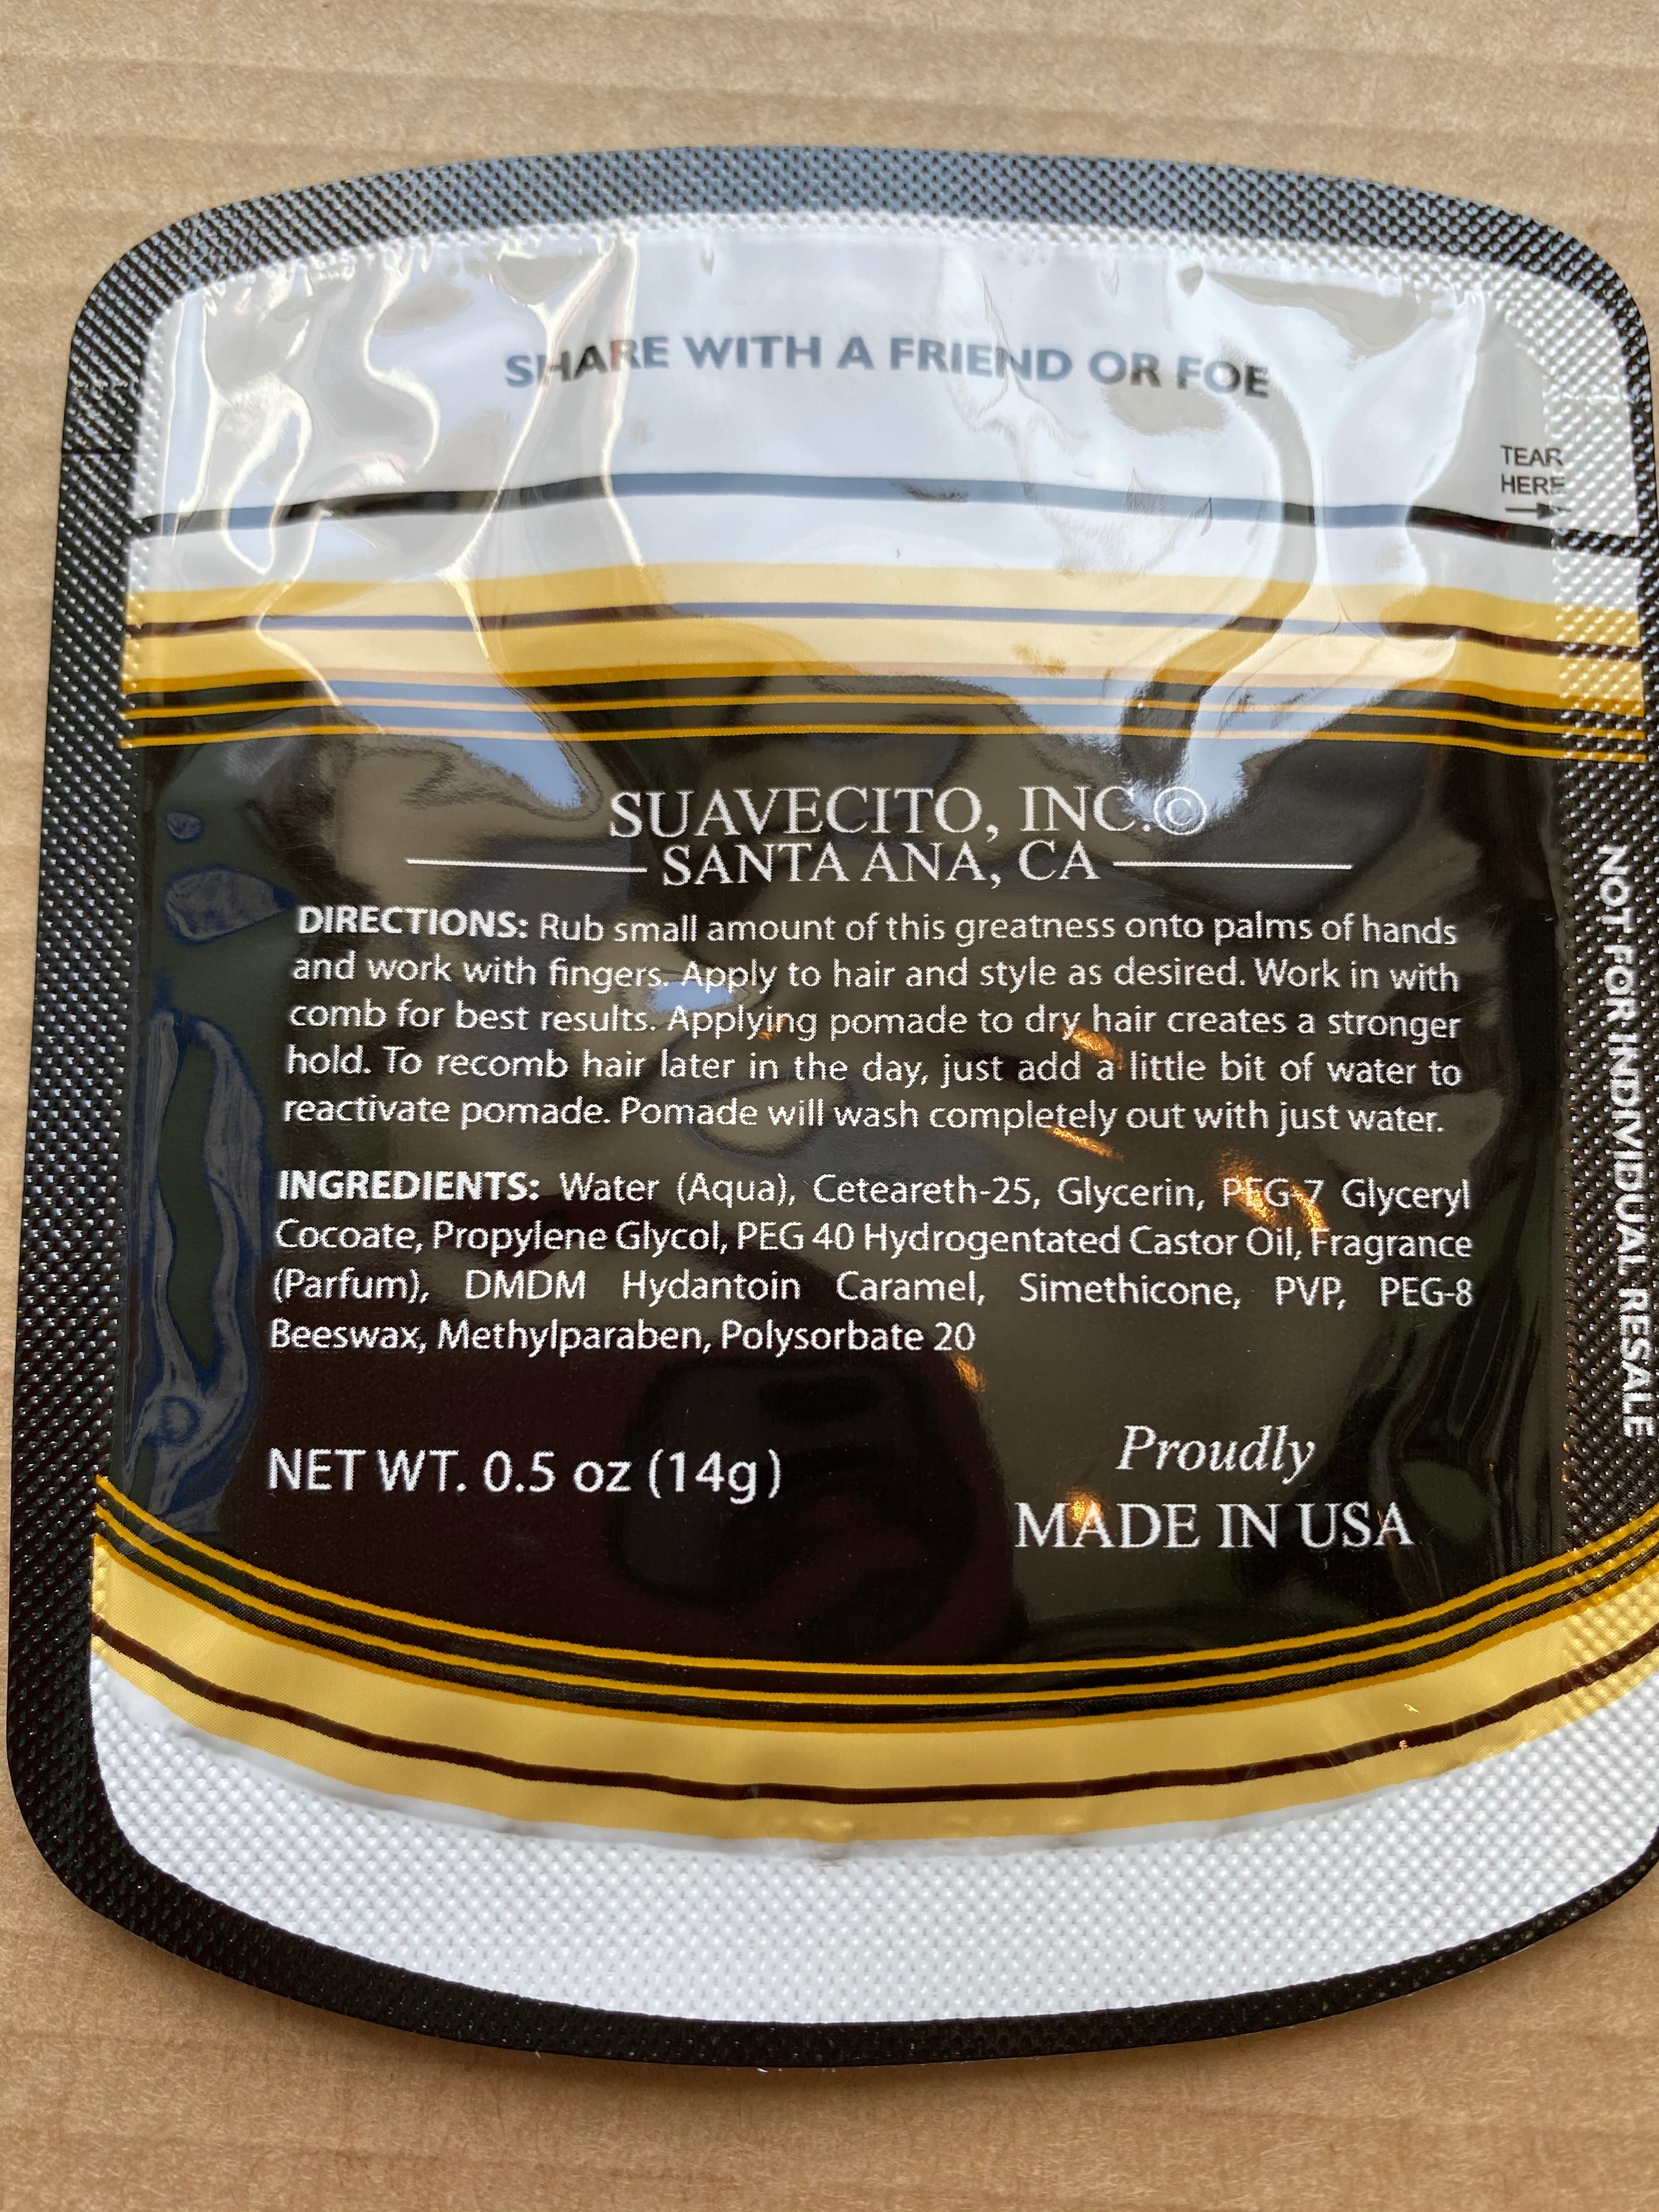 SHARE WITH A FRIEND OR FOE
TEAR
HERE
SUAVECITO, INC.©
SANTA ANA, CA
DIRECTIONS: Rub small amount of this greatness onto palms of hands
and work with fingers. Apply to hair and style as desired. Work in with
comb for best results. Applying pomade to dry hair creates a stronger
hold. To recomb hair later in the day, just add a little bit of water to
reactivate pomade. Pomade will wash completely out with just water.
INGREDIENTS: Water (Aqua), Ceteareth-25, Glycerin, PEG-7 Glyceryl
Cocoate, Propylene Glycol, PEG 40 Hydrogentated Castor Oil, Fragrance
(Parfum), DMDM Hydantoin Caramel, Simethicone, PVP, PEG-8
Beeswax, Methylparaben, Polysorbate 20
NET WT. 0.5 oz (14g)
Proudly
MADE IN USA
NOT FOR INDIVIDUAL RESALE